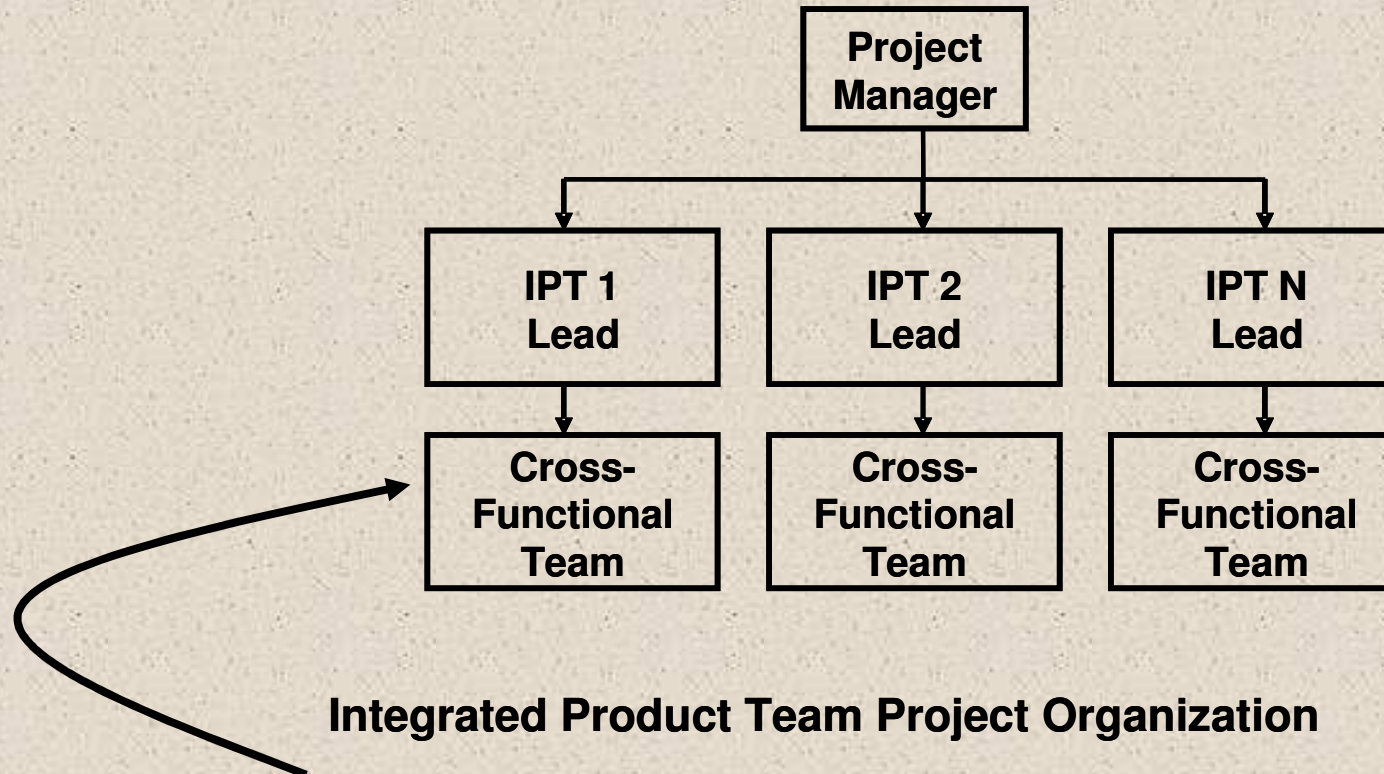 Project
Manager
IPT 1
Lead
IPT 2
Lead
IPT N
Lead
Cross-
Functional
Team
Cross-
Functional
Team
Cross-
Functional
Team
Integrated Product Team Project Organization